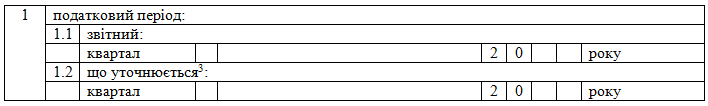 1 податковий період:
1.1 звітний:
квартал 2 0 року
1.2 що уточнюється³:
квартал 2 0 року